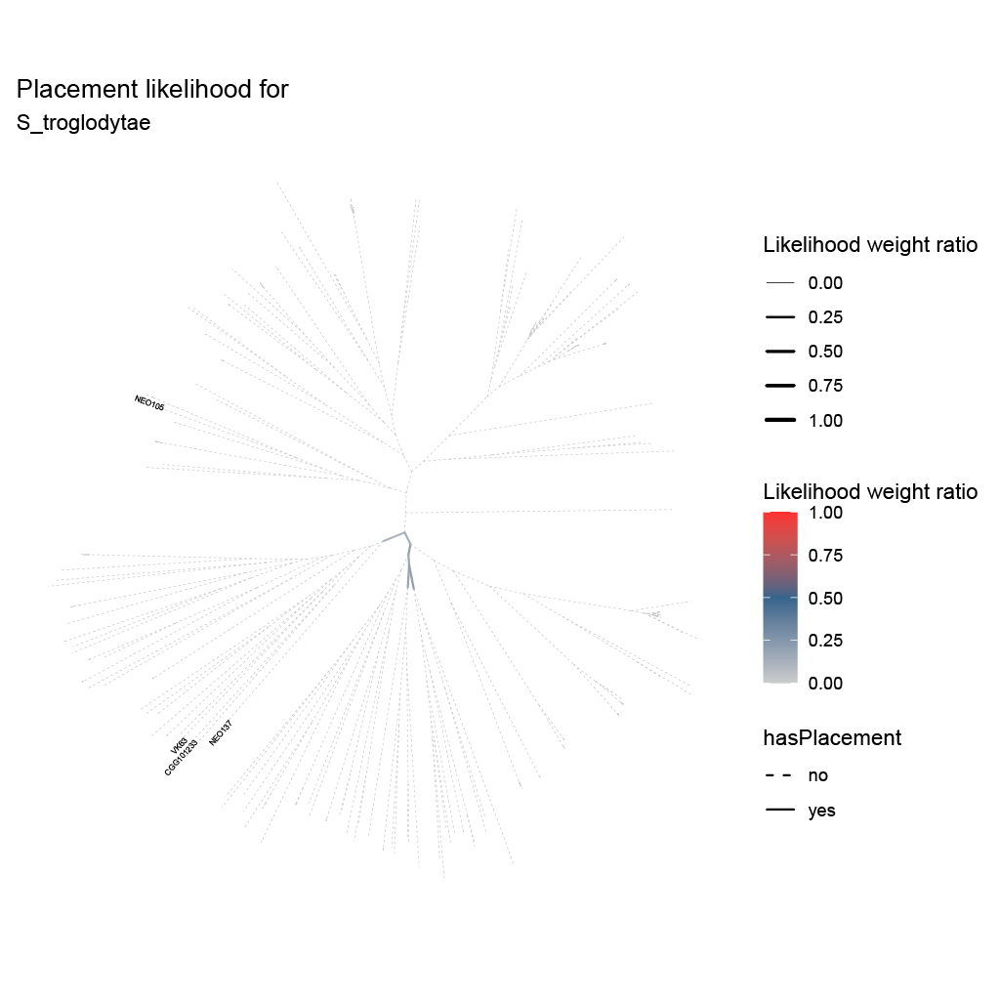 Placement likelihood for
S_troglodytae
NEO105
VK63
CGG101233
NEO137
Likelihood weight ratio
0.00
0.25
0.50
0.75
1.00
Likelihood weight ratio
1.00
0.75
0.50
0.25
0.00
hasPlacement
no
yes